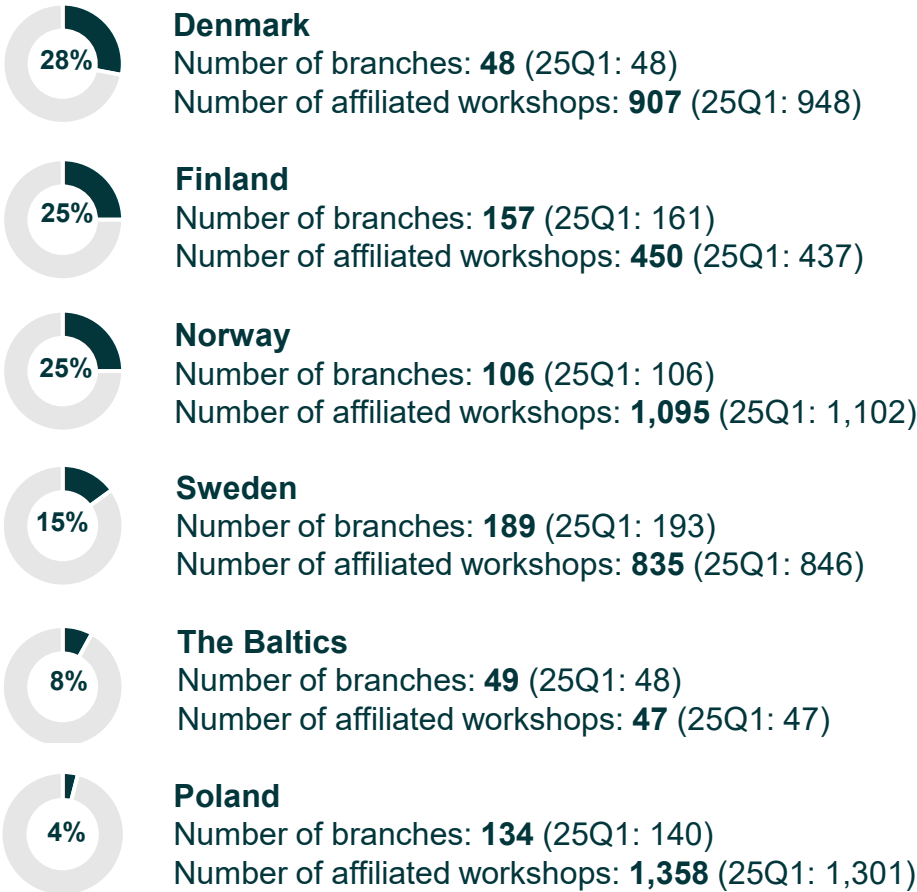 28%
Denmark
Number of branches: 48 (25Q1: 48)
Number of affiliated workshops: 907 (25Q1: 948)
25%
Finland
Number of branches: 157 (25Q1: 161)
Number of affiliated workshops: 450 (25Q1: 437)
25%
Norway
Number of branches: 106 (25Q1: 106)
Number of affiliated workshops: 1,095 (25Q1: 1,102)
15%
Sweden
Number of branches: 189 (25Q1: 193)
Number of affiliated workshops: 835 (25Q1: 846)
8%
The Baltics
Number of branches: 49 (25Q1: 48)
Number of affiliated workshops: 47 (25Q1: 47)
4%
Poland
Number of branches: 134 (25Q1: 140)
Number of affiliated workshops: 1,358 (25Q1: 1,301)